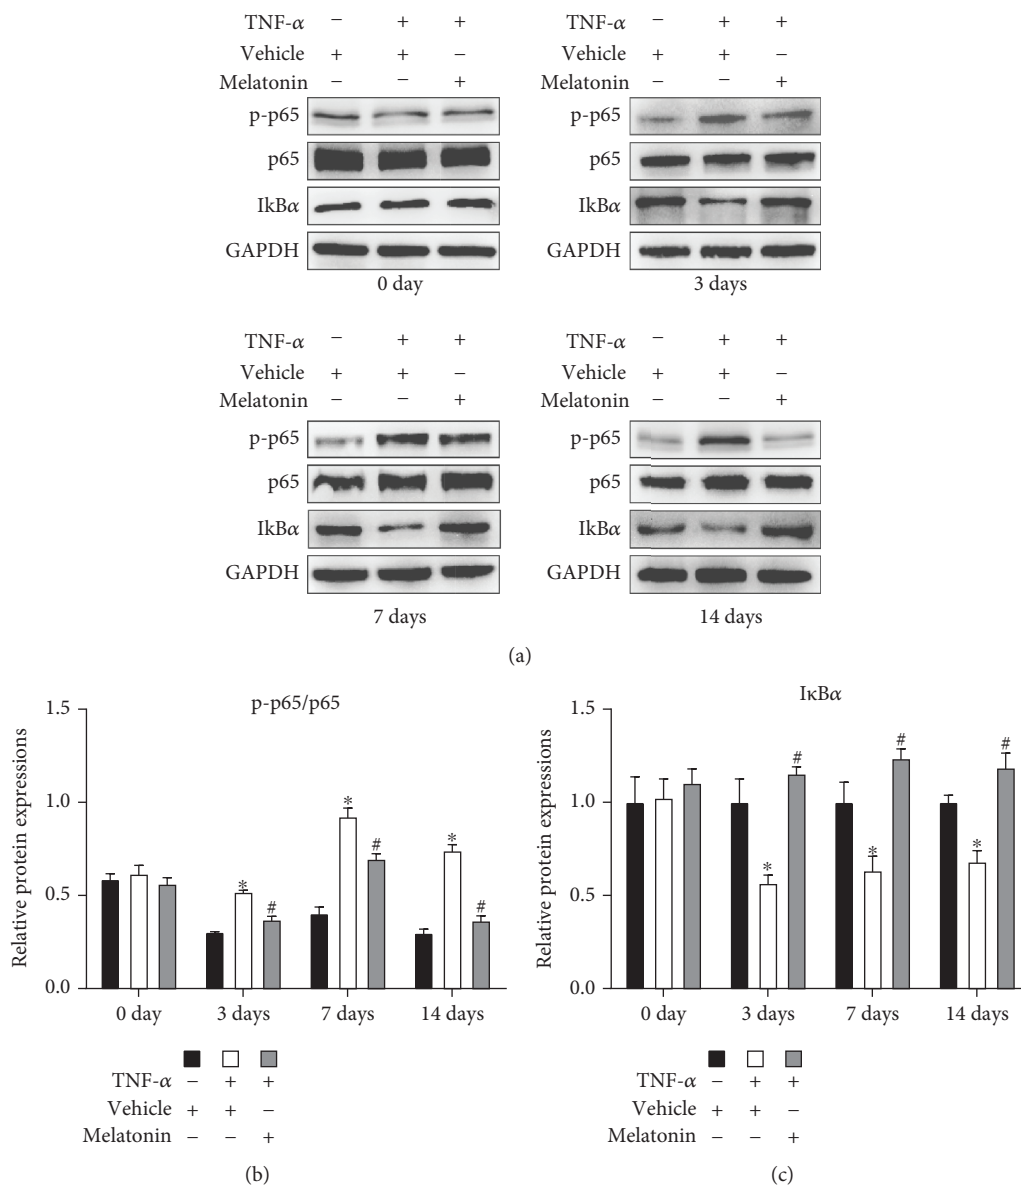 TNF-α − + + TNF-α − + +
Vehicle + + − Vehicle + + −
Melatonin − − + Melatonin − − +
p-p65 p-p65
p65 p65
IkBα IkBα
GAPDH GAPDH
0 day 3 days
TNF-α − + + TNF-α − + +
Vehicle + + − Vehicle + + −
Melatonin − − + Melatonin − − +
p-p65 p-p65
p65 p65
IkBα IkBα
GAPDH GAPDH
7 days 14 days
(a)
p-p65/p65
Relative protein expressions
1.5
1.0
0.5
0.0
* # * # * #
0 day 3 days 7 days 14 days
TNF-α − + +
Vehicle + + −
Melatonin − − +
(b)
IκBα
Relative protein expressions
1.5
1.0
0.5
0.0
* # * # * #
0 day 3 days 7 days 14 days
TNF-α − + +
Vehicle + + −
Melatonin − − +
(c)